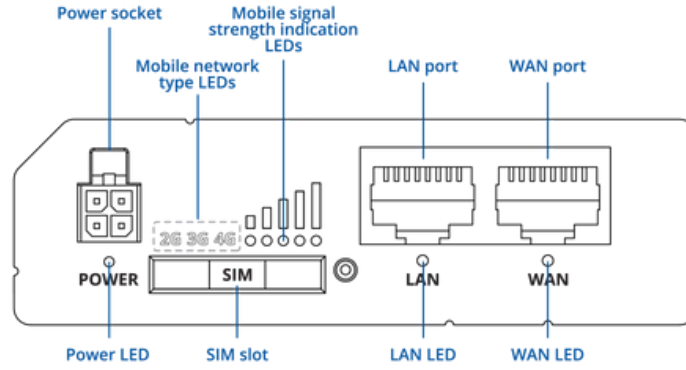 Power socket
Mobile signal
strength indication
LEDs
Mobile network
type LEDs
LAN port
WAN port
2G 3G 4G
POWER
SIM
LAN
WAN
Power LED
SIM slot
LAN LED
WAN LED